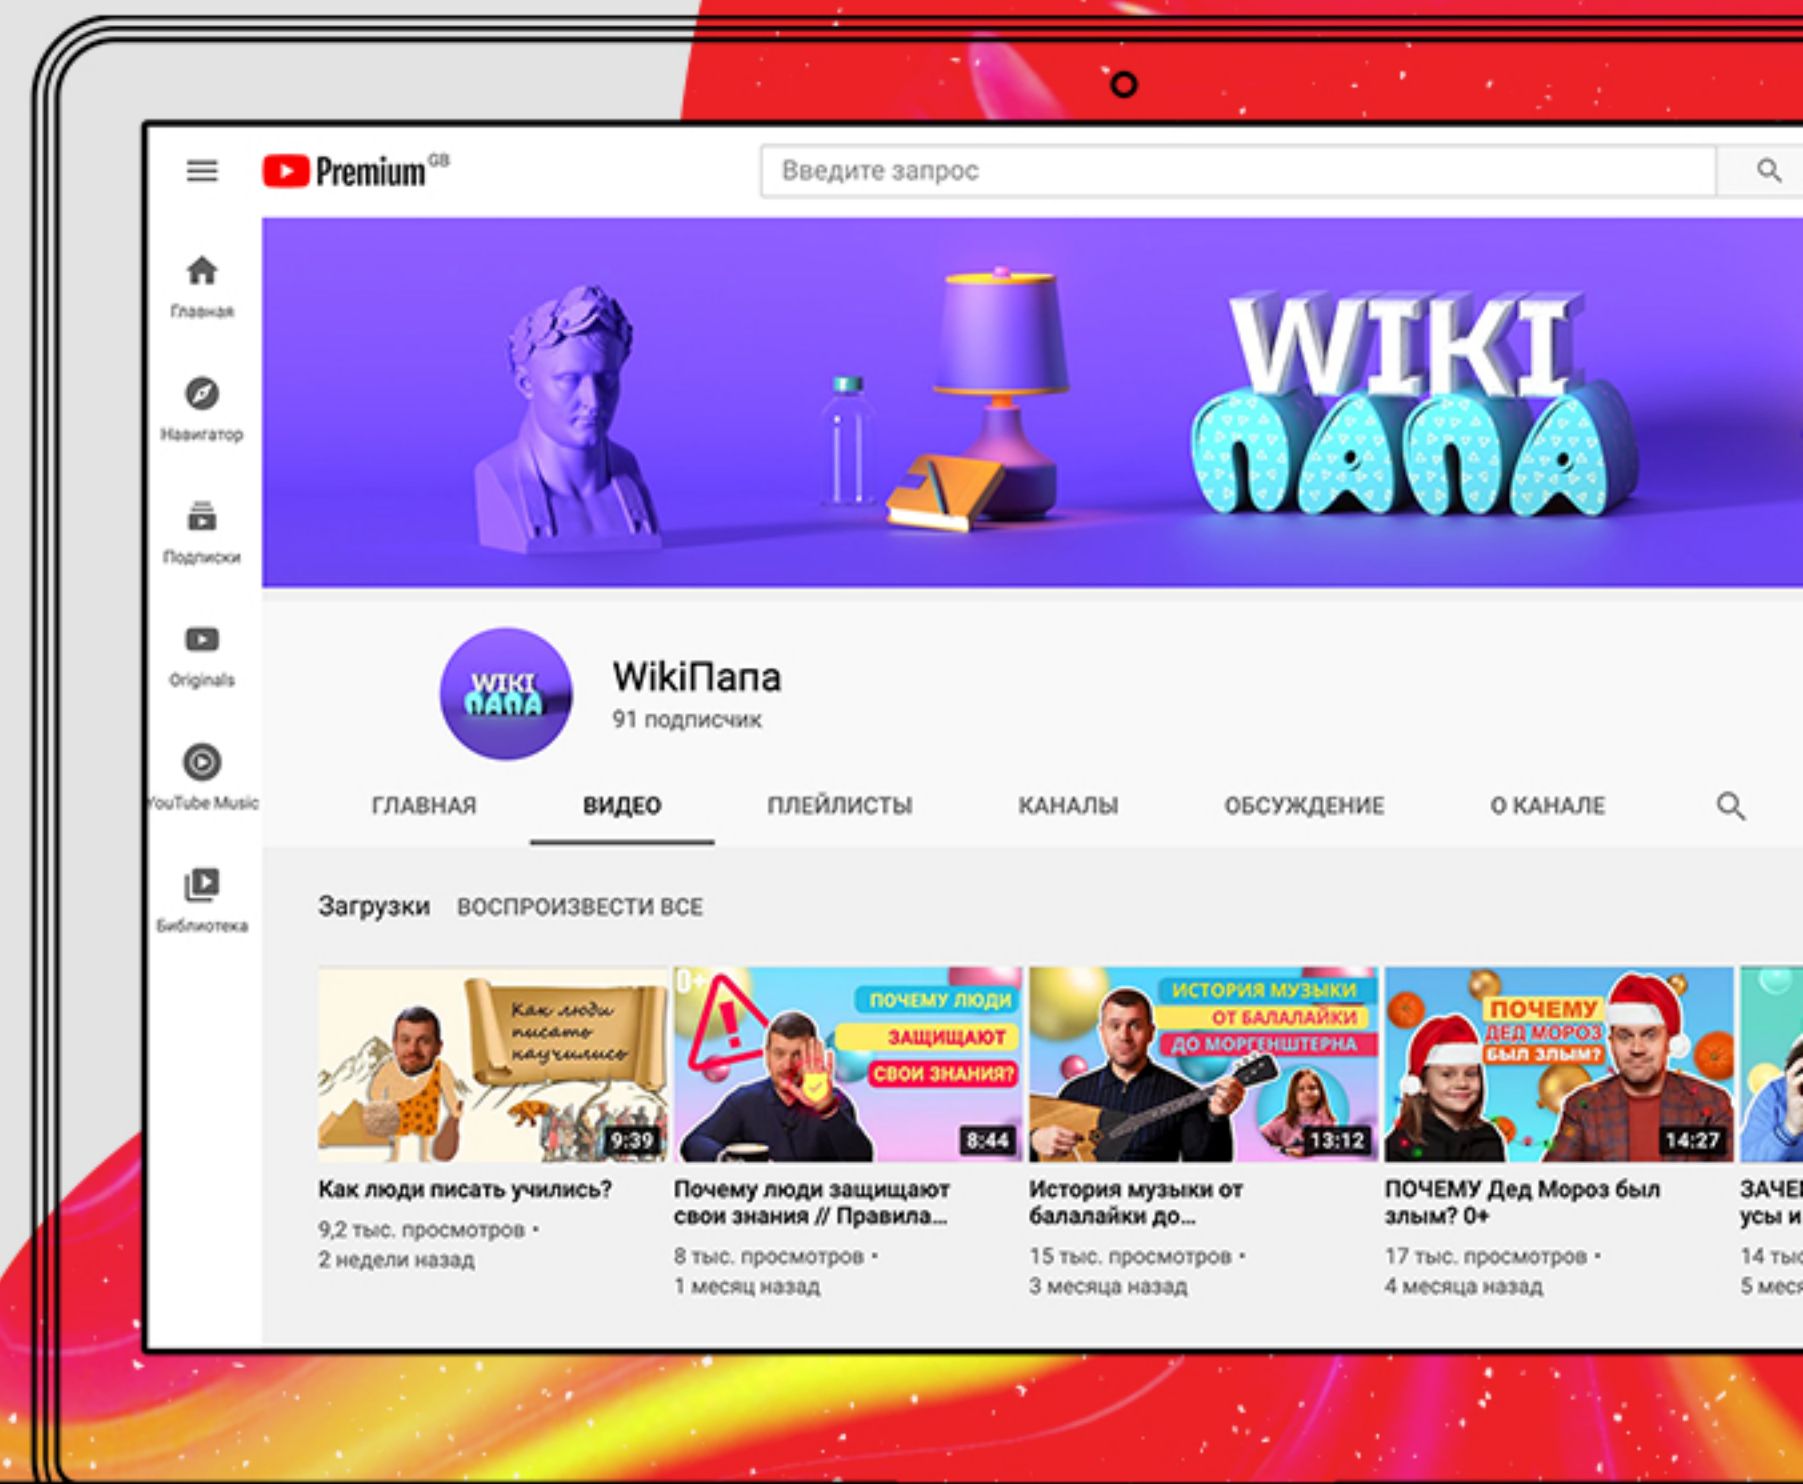 Premium GB
Введите запрос
Главная
Навигатор
Подписки
Originals
YouTube Music
Библиотека
WIKI
ПАПА
WIKI
ПАПА
WikiПапа
91 подписчик
ГЛАВНАЯ ВИДЕО ПЛЕЙЛИСТЫ КАНАЛЫ ОБСУЖДЕНИЕ О КАНАЛЕ
Загрузки ВОСПРОИЗВЕСТИ ВСЕ
Как люди
писать
научились
9:39
Как люди писать учились?
9,2 тыс. просмотров •
2 недели назад
0+
ПОЧЕМУ ЛЮДИ
ЗАЩИЩАЮТ
СВОИ ЗНАНИЯ?
8:44
Почему люди защищают
свои знания // Правила...
8 тыс. просмотров •
1 месяц назад
ИСТОРИЯ МУЗЫКИ
ОТ БАЛАЛАЙКИ
ДО МОРГЕНШТЕРНА
13:12
История музыки от
балалайки до...
15 тыс. просмотров •
3 месяца назад
ПОЧЕМУ
ДЕД МОРОЗ
БЫЛ ЗЛЫМ?
14:27
ПОЧЕМУ Дед Мороз был
злым? 0+
17 тыс. просмотров •
4 месяца назад
усы и
14
5